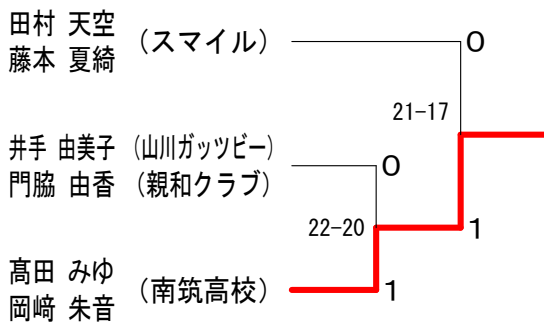 田村 天空
藤本 夏綺
(スマイル)
0
21-17
井手 由美子 (山川ガッツビー)
門脇 由香 (親和クラブ)
0
22-20
1
髙田 みゆ
岡﨑 朱音
(南筑高校)
1